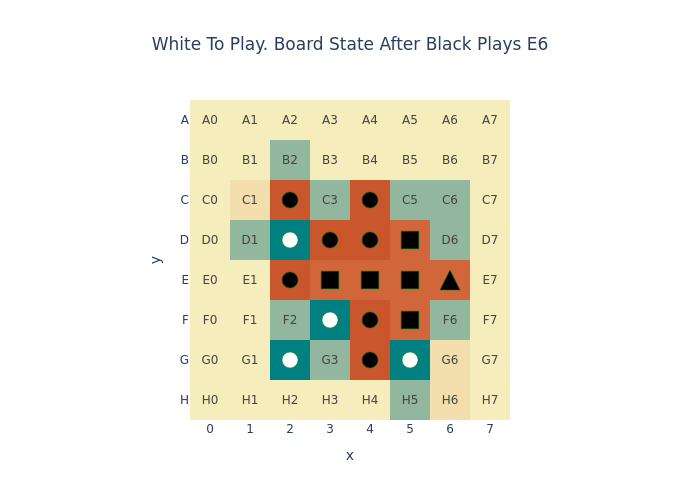 White To Play. Board State After Black Plays E6
A A0 A1 A2 A3 A4 A5 A6 A7
B B0 B1 B2 B3 B4 B5 B6 B7
C C0 C1 C3 C5 C6 C7
D D0 D1 D6 D7
y
E E0 E1 E7
F F0 F1 F2 F6 F7
G G0 G1 G3 G6 G7
H H0 H1 H2 H3 H4 H5 H6 H7
0 1 2 3 4 5 6 7
x